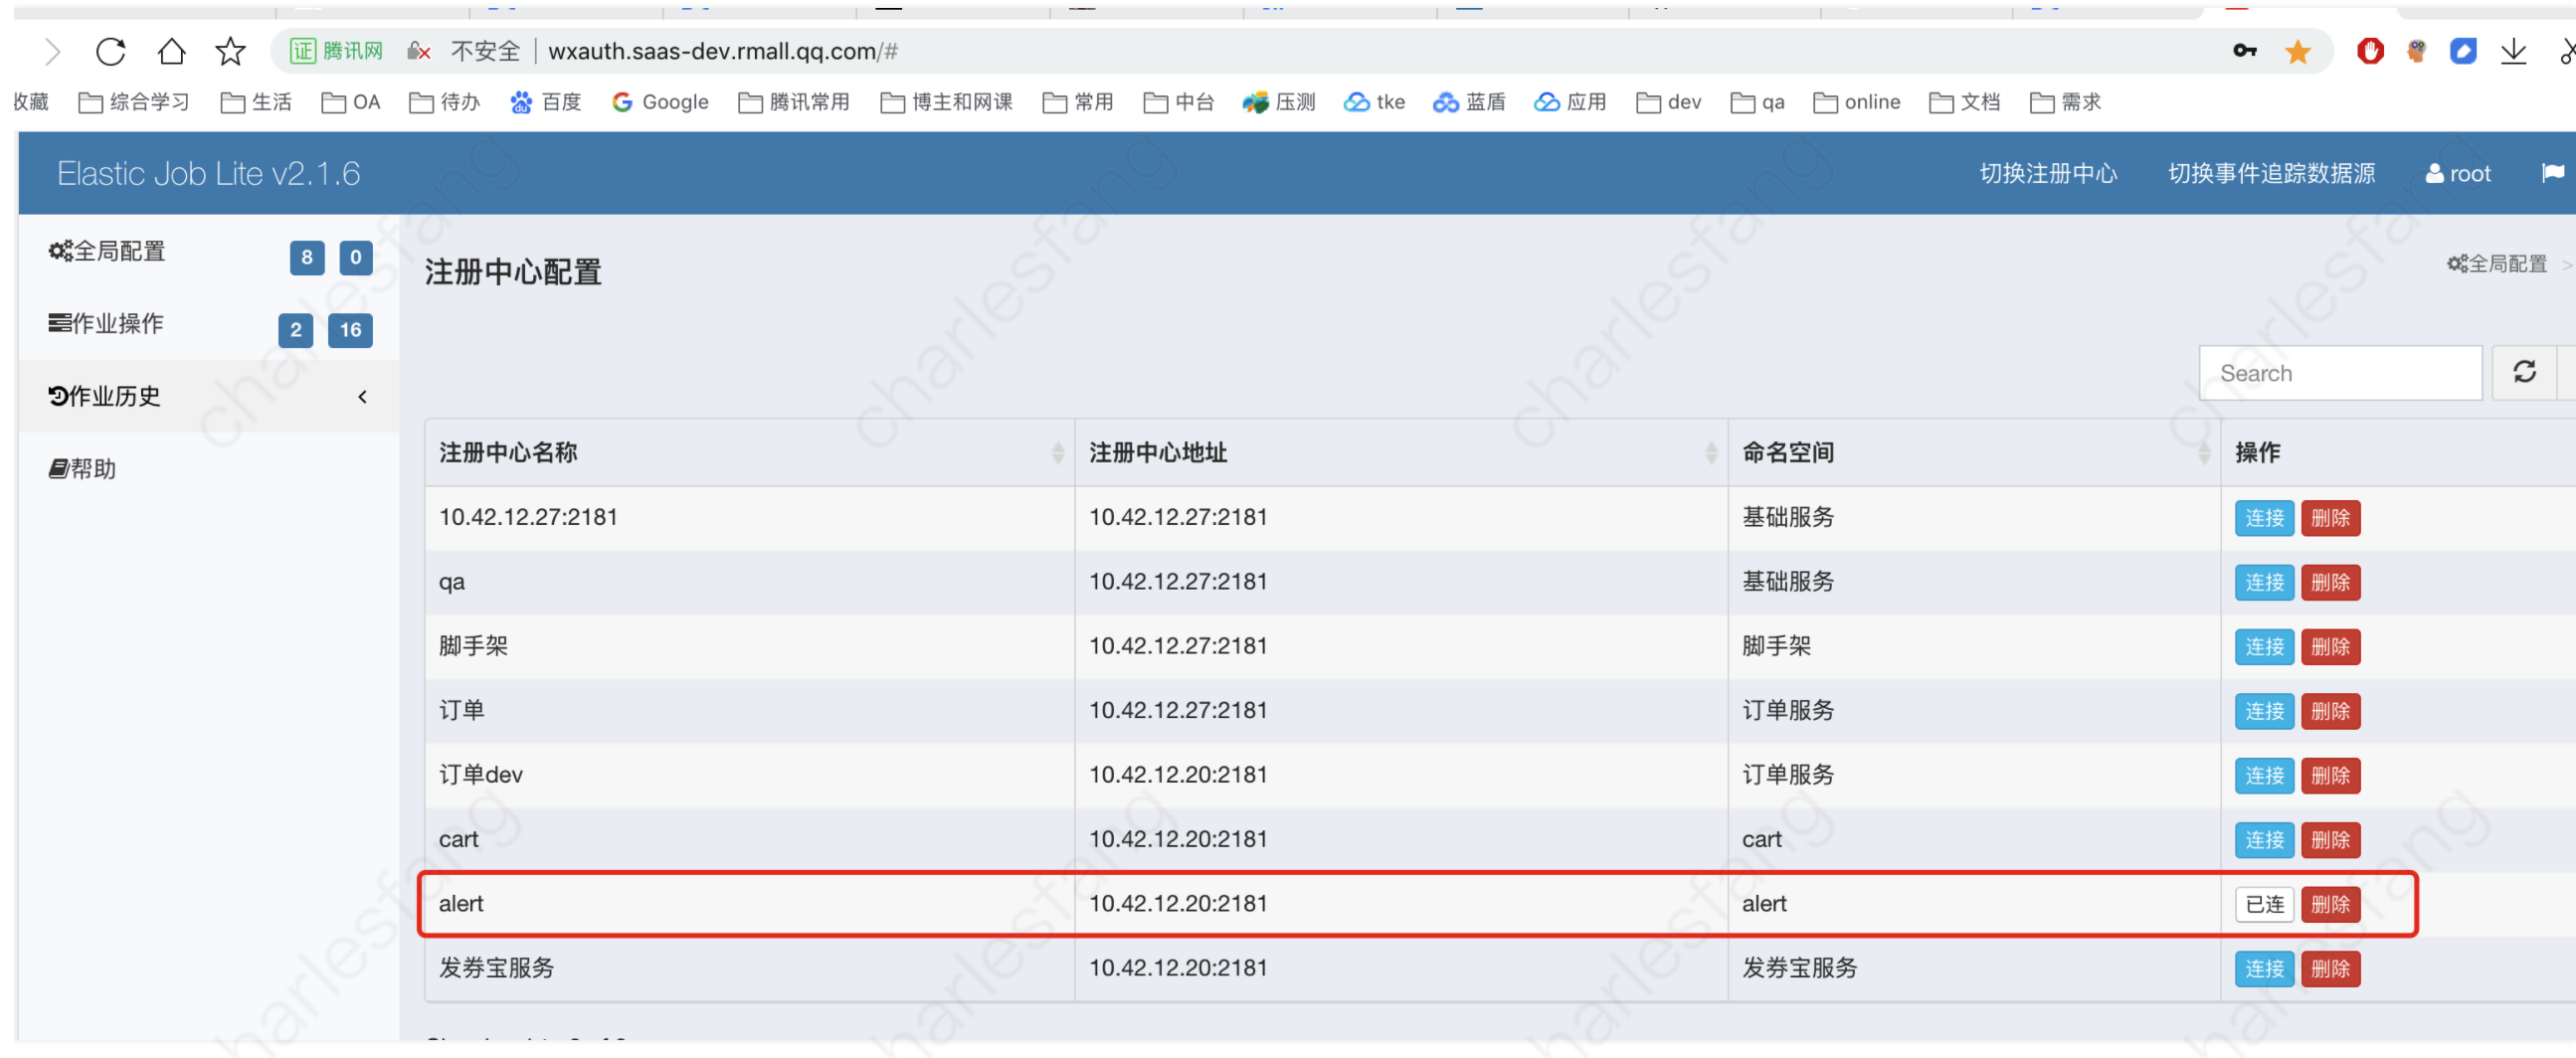 证 腾讯网 不安全 wxauth.saas-dev.rmall.qq.com/#
收藏 综合学习 生活 OA 待办 百度 Google 腾讯常用 博主和网课 常用 中台 压测 tke 蓝盾 应用 dev qa online 文档 需求
Elastic Job Lite v2.1.6 切换注册中心 切换事件追踪数据源 root
全局配置 8 0
作业操作 2 16
作业历史
帮助
注册中心配置 全局配置 >
Search
注册中心名称 注册中心地址 命名空间 操作
10.42.12.27:2181 10.42.12.27:2181 基础服务 连接 删除
qa 10.42.12.27:2181 基础服务 连接 删除
脚手架 10.42.12.27:2181 脚手架 连接 删除
订单 10.42.12.27:2181 订单服务 连接 删除
订单dev 10.42.12.20:2181 订单服务 连接 删除
cart 10.42.12.20:2181 cart 连接 删除
alert 10.42.12.20:2181 alert 已连 删除
发券宝服务 10.42.12.20:2181 发券宝服务 连接 删除
charlesfang